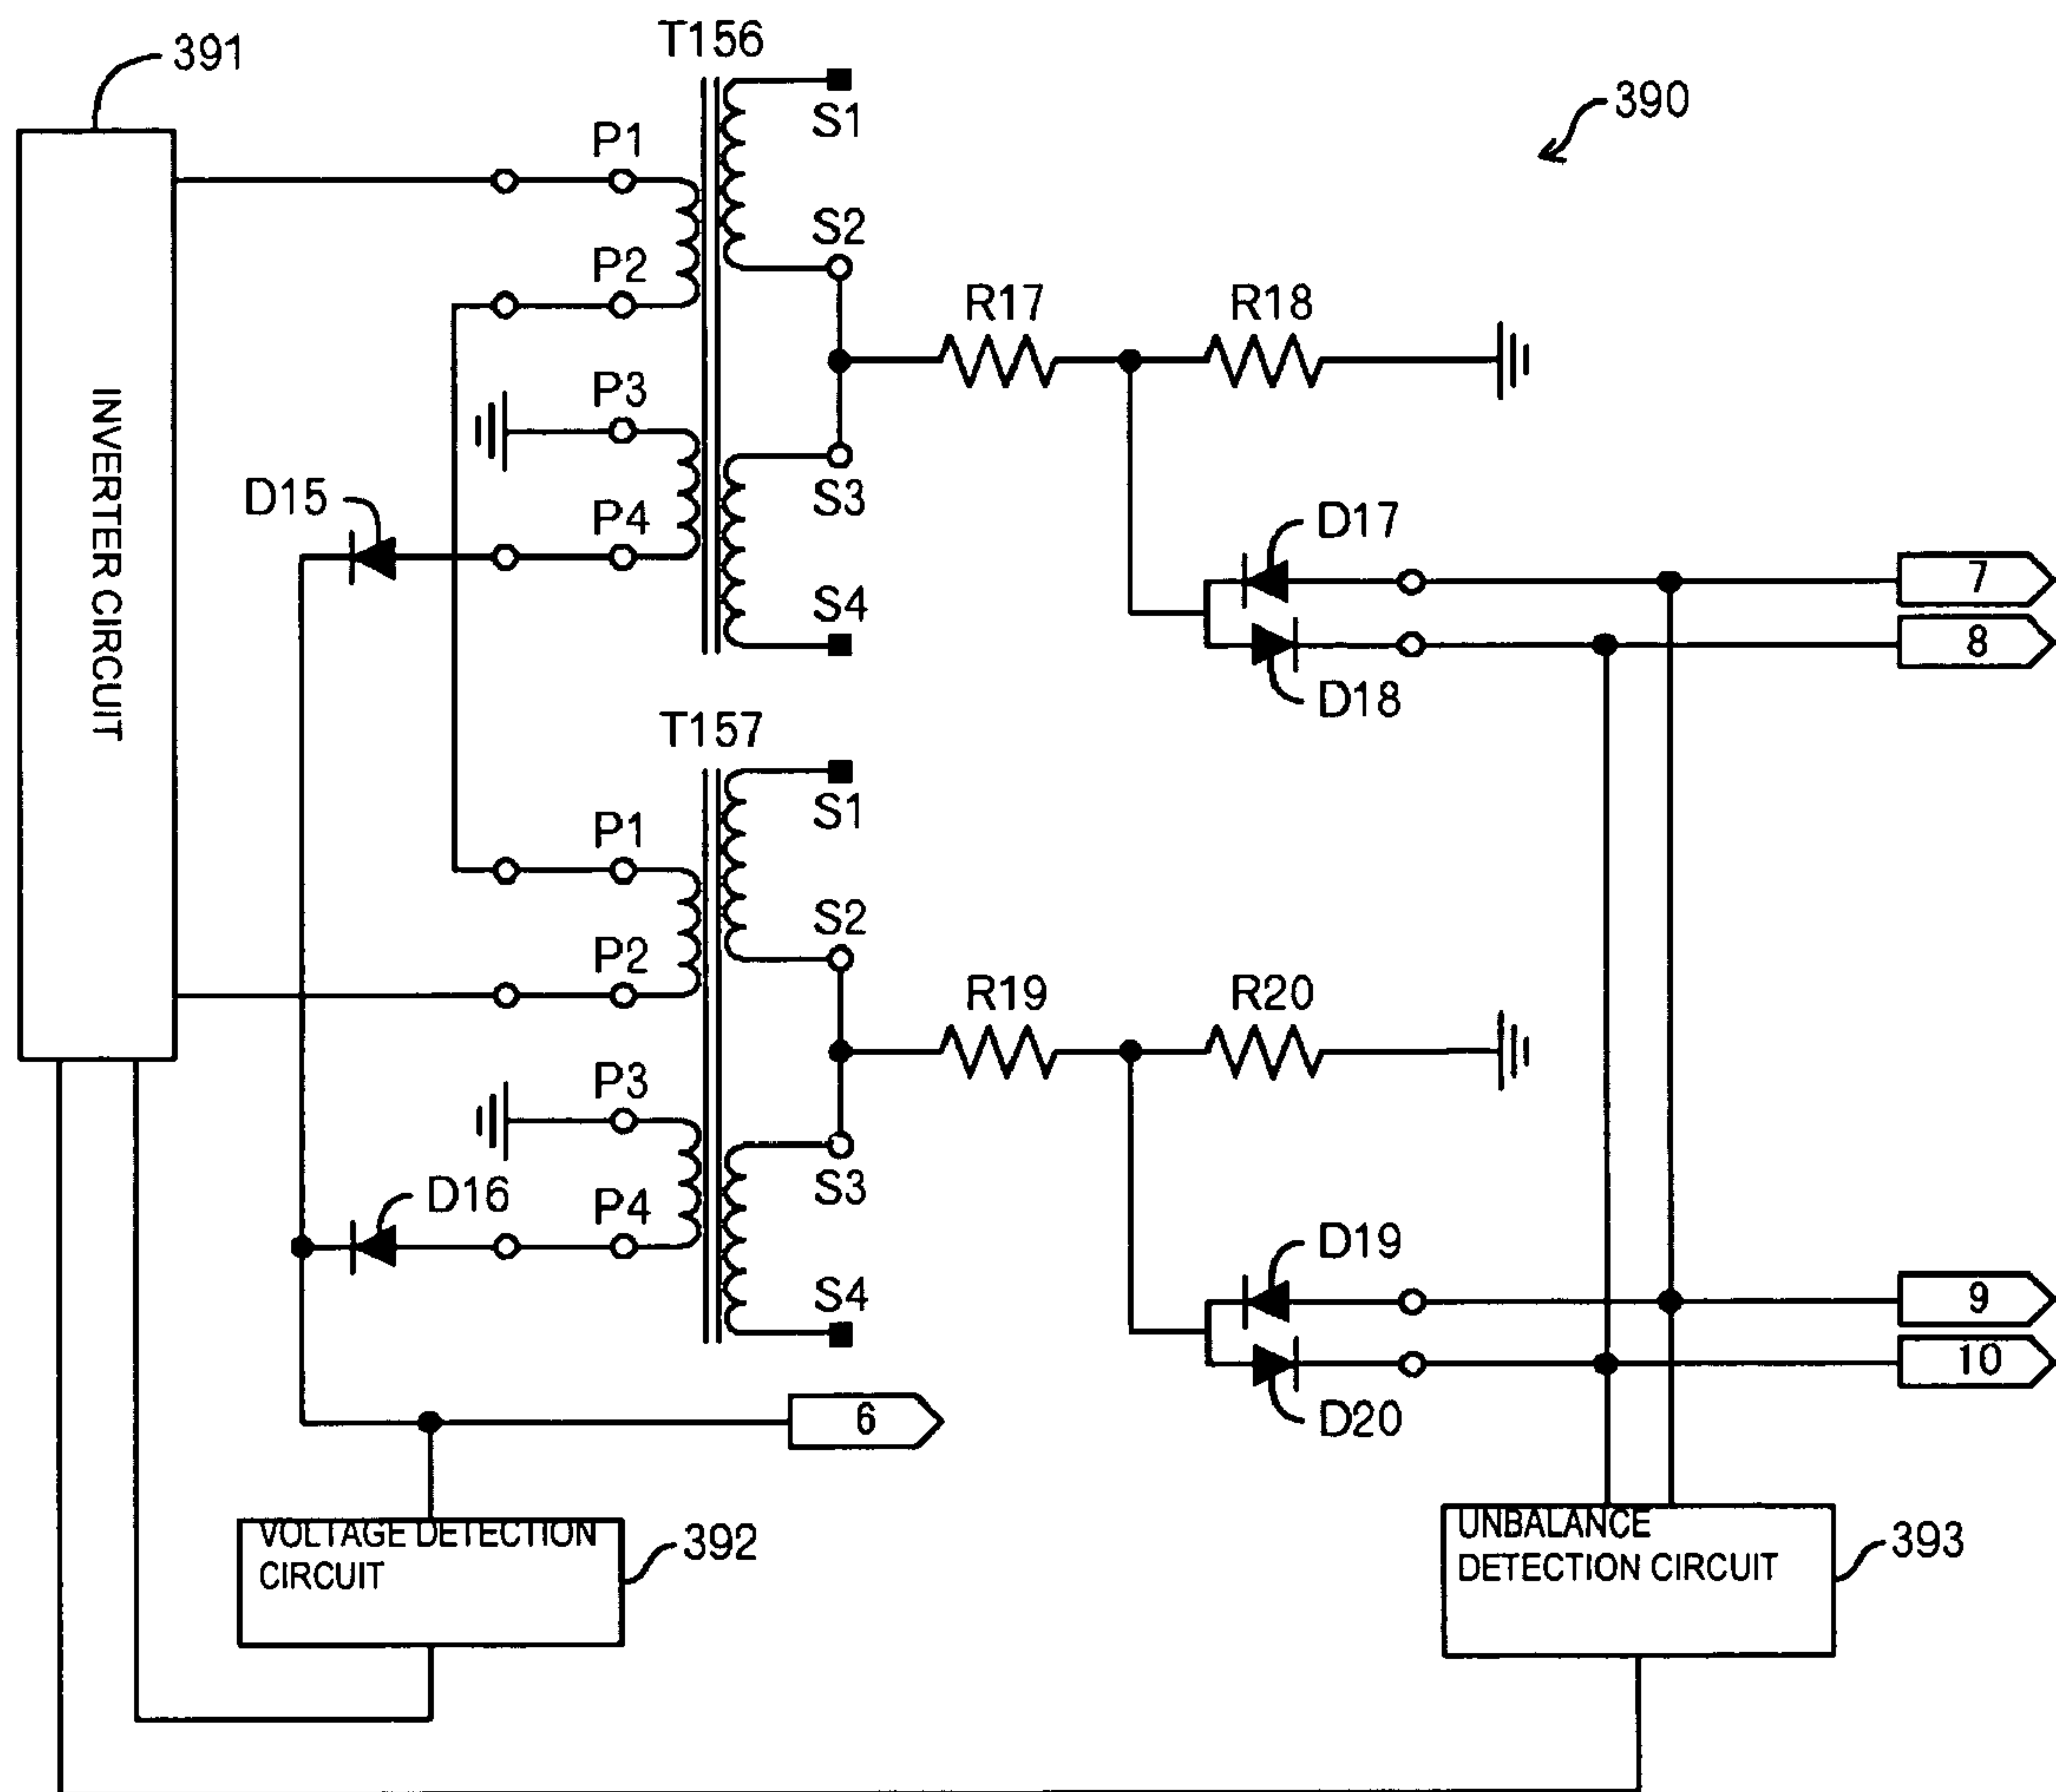 391
T156
390
S1
P1
S2
P2
R17
R18
P3
D15
S3
P4
D17
7
S4
8
D18
INVERTER CIRCUIT
T157
S1
P1
S2
P2
R19
R20
P3
S3
D16
P4
D19
S4
9
10
D20
6
VOLTAGE DETECTION
CIRCUIT
392
UNBALANCE
DETECTION CIRCUIT
393